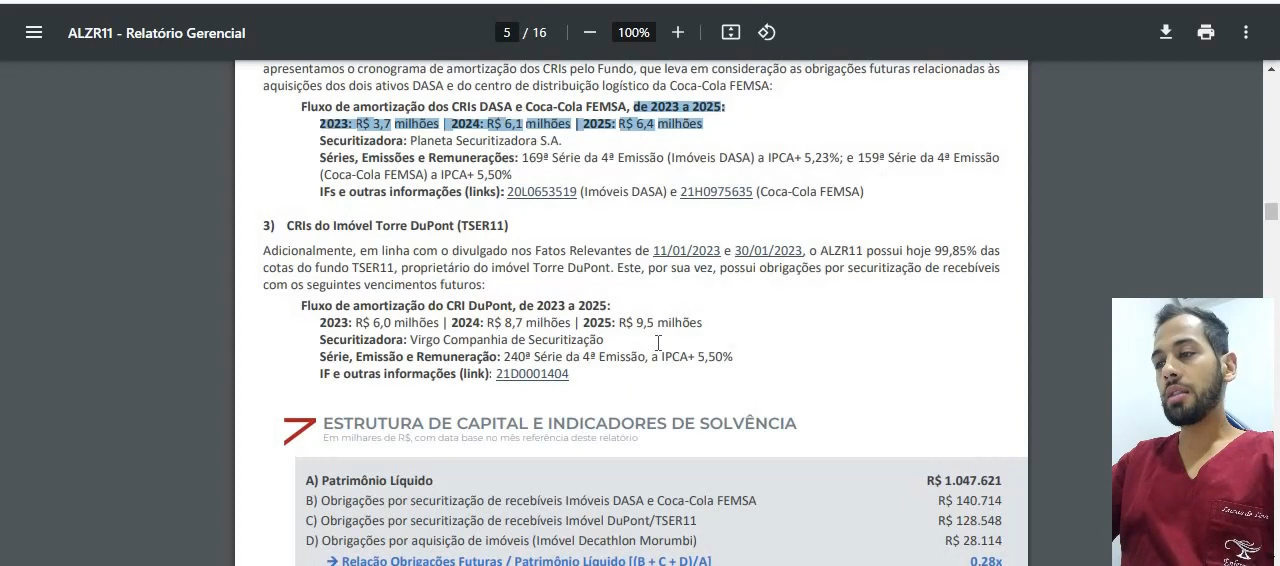 ALZR11 - Relatório Gerencial
5 / 16
100%
apresentamos o cronograma de amortização dos CRIs pelo Fundo, que leva em consideração as obrigações futuras relacionadas às
aquisições dos dois ativos DASA e do centro de distribuição logística da Coca-Cola FEMSA:
Fluxo de amortização dos CRIs DASA e Coca-Cola FEMSA, de 2023 a 2025:
2023: R$ 3,7 milhões | 2024: R$ 6,1 milhões | 2025: R$ 6,4 milhões
Securitizadora: Planeta Securitizadora S.A.
Séries, Emissões e Remunerações: 169ª Série da 4ª Emissão (Imóveis DASA) a IPCA+ 5,23%; e 159ª Série da 4ª Emissão
(Coca-Cola FEMSA) a IPCA+ 5,50%
IFs e outras informações (links): 20L0653519 (Imóveis DASA) e 21H0975635 (Coca-Cola FEMSA)
3) CRIs do Imóvel Torre DuPont (TSER11)
Adicionalmente, em linha com o divulgado nos Fatos Relevantes de 11/01/2023 e 30/01/2023, o ALZR11 possui hoje 99,85% das
cotas do fundo TSER11, proprietário do imóvel Torre DuPont. Este, por sua vez, possui obrigações por securitização de recebíveis
com os seguintes vencimentos futuros:
Fluxo de amortização do CRI DuPont, de 2023 a 2025:
2023: R$ 6,0 milhões | 2024: R$ 8,7 milhões | 2025: R$ 9,5 milhões
Securitizadora: Virgo Companhia de Securitização
Série, Emissão e Remuneração: 240ª Série da 4ª Emissão, a IPCA+ 5,50%
IF e outras informações (link): 21D0001404
ESTRUTURA DE CAPITAL E INDICADORES DE SOLVÊNCIA
Em milhares de R$, com data base no mês referência deste relatório
A) Patrimônio Líquido R$ 1.047.621
B) Obrigações por securitização de recebíveis Imóveis DASA e Coca-Cola FEMSA R$ 140.714
C) Obrigações por securitização de recebíveis Imóvel DuPont/TSER11 R$ 128.548
D) Obrigações por aquisição de imóveis (Imóvel Decathlon Morumbi) R$ 28.114
→ Relação Obrigações Futuras / Patrimônio Líquido [(B + C + D)/A] 0,28x